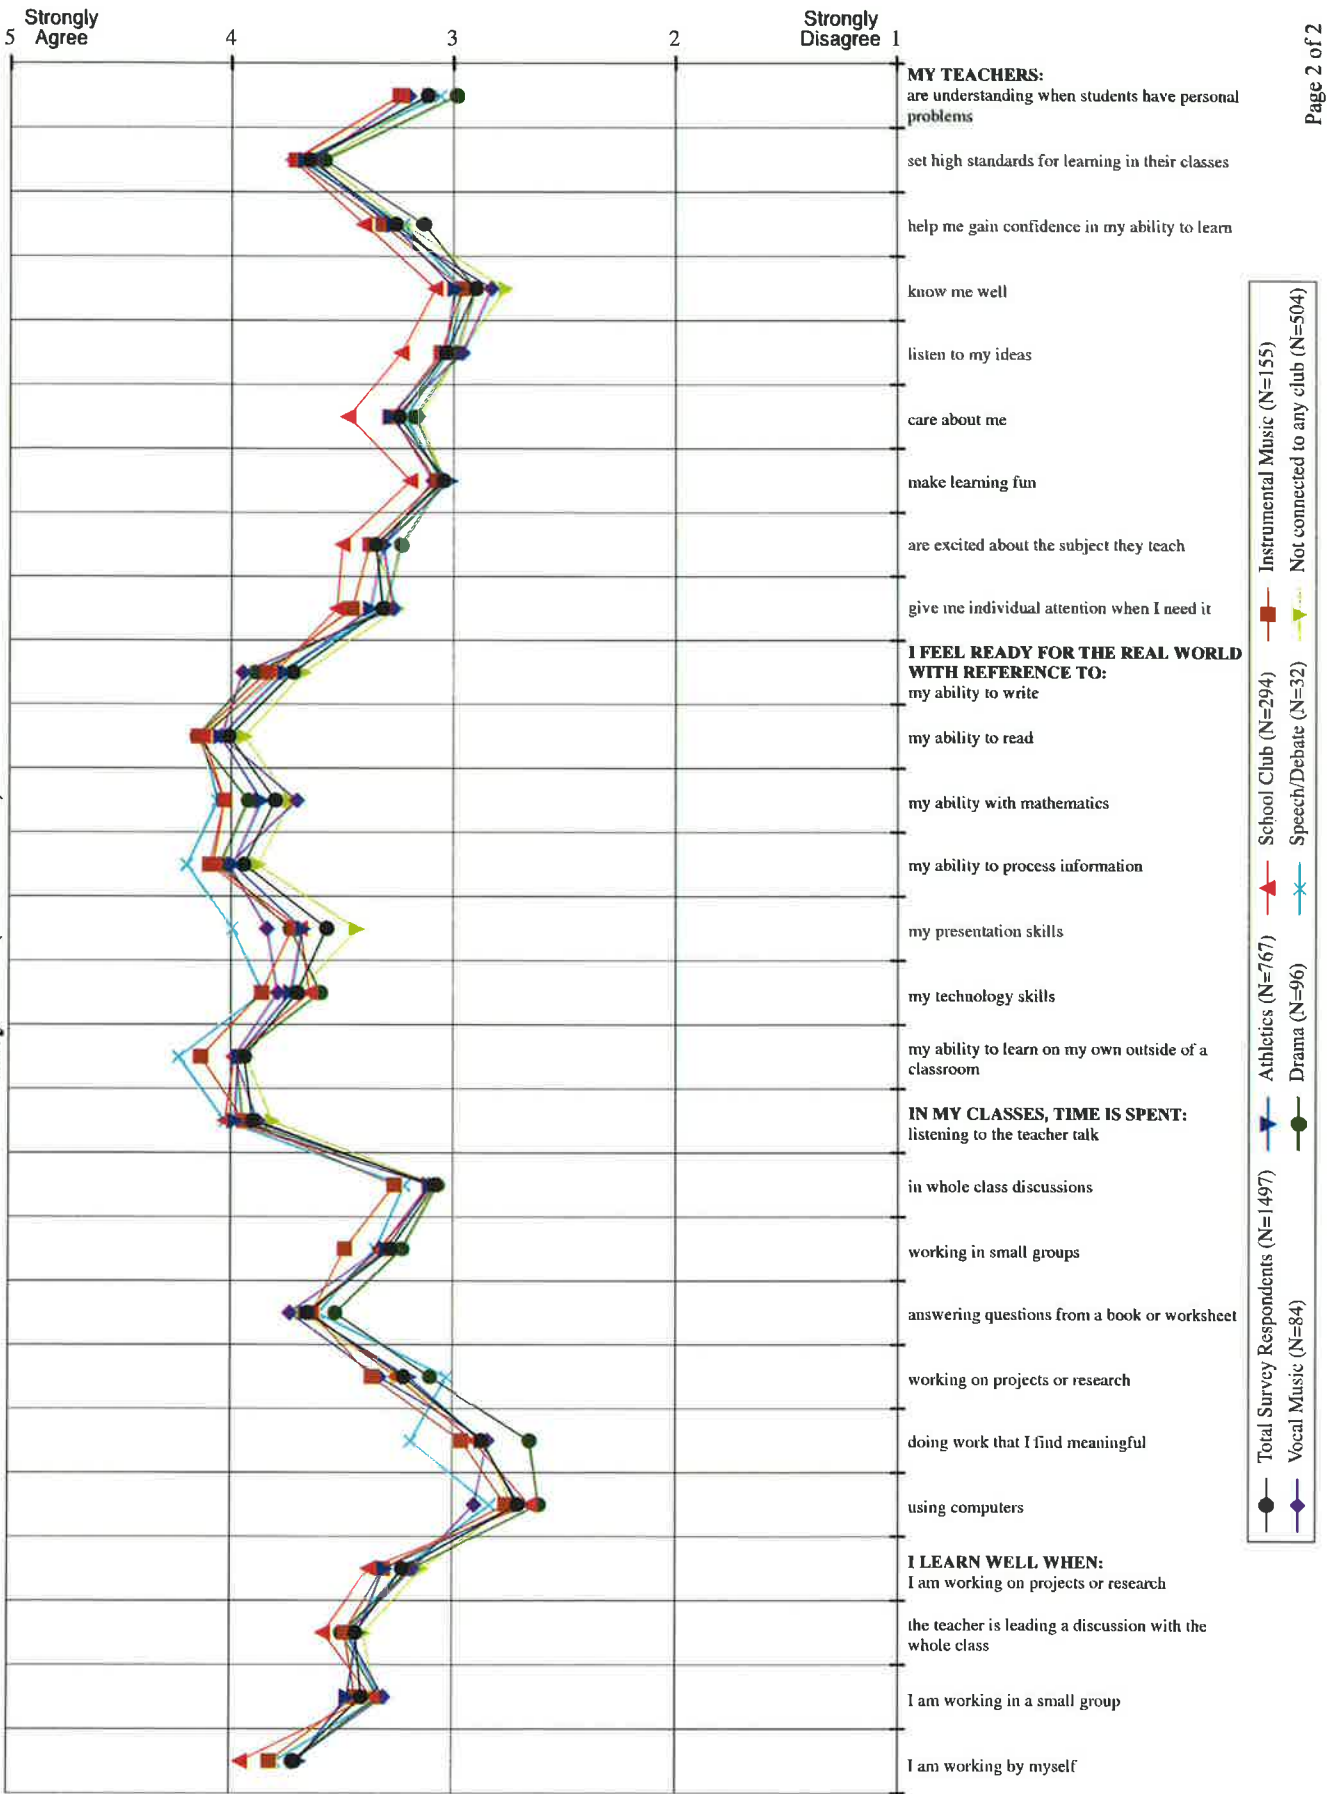 Strongly
Agree
Strongly
Disagree
5
4
3
2
1
Page 2 of 2
MY TEACHERS:
are understanding when students have personal
problems
set high standards for learning in their classes
help me gain confidence in my ability to learn
know me well
listen to my ideas
care about me
make learning fun
are excited about the subject they teach
give me individual attention when I need it
I FEEL READY FOR THE REAL WORLD
WITH REFERENCE TO:
my ability to write
my ability to read
my ability with mathematics
my ability to process information
my presentation skills
my technology skills
my ability to learn on my own outside of a
classroom
IN MY CLASSES, TIME IS SPENT:
listening to the teacher talk
in whole class discussions
working in small groups
answering questions from a book or worksheet
working on projects or research
doing work that I find meaningful
using computers
I LEARN WELL WHEN:
I am working on projects or research
the teacher is leading a discussion with the
whole class
I am working in a small group
I am working by myself
Total Survey Respondents (N=1497)
Athletics (N=767)
School Club (N=294)
Instrumental Music (N=155)
Vocal Music (N=84)
Drama (N=96)
Speech/Debate (N=32)
Not connected to any club (N=504)